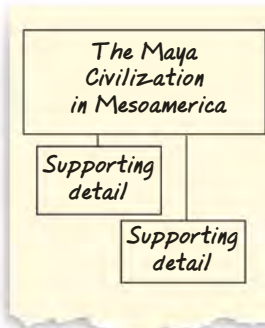 The Maya
Civilization
in Mesoamerica
Supporting
detail
Supporting
detail